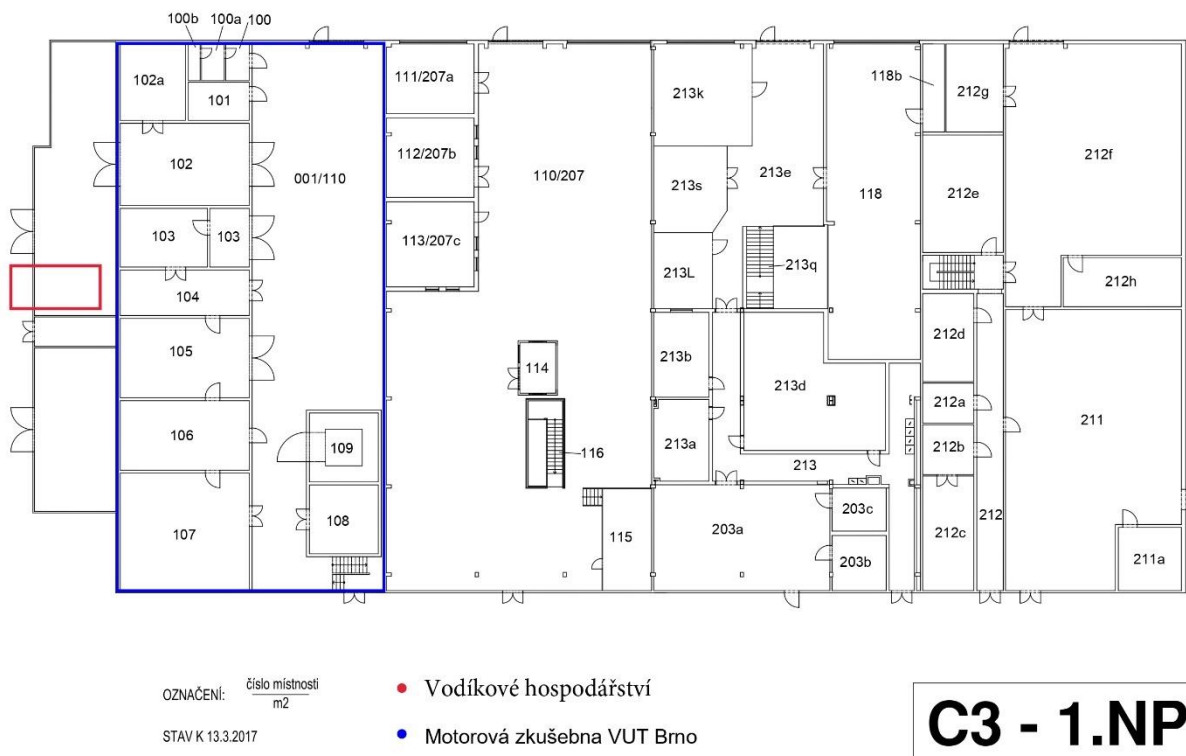 100b 100a 100
102a
101
111/207a
213k
118b
212g
102
112/207b
001/110
110/207
213s
213e
118
212e
212f
103
103
113/207c
213L
213q
212h
104
105
114
213b
213d
212d
212a
211
106
109
116
213a
213
212b
107
108
115
203a
203c
203b
212c
212
211a
OZNAČENÍ: číslo místnosti
m2
STAV K 13.3.2017
• Vodíkové hospodářství
• Motorová zkušebna VUT Brno
C3 - 1.NP